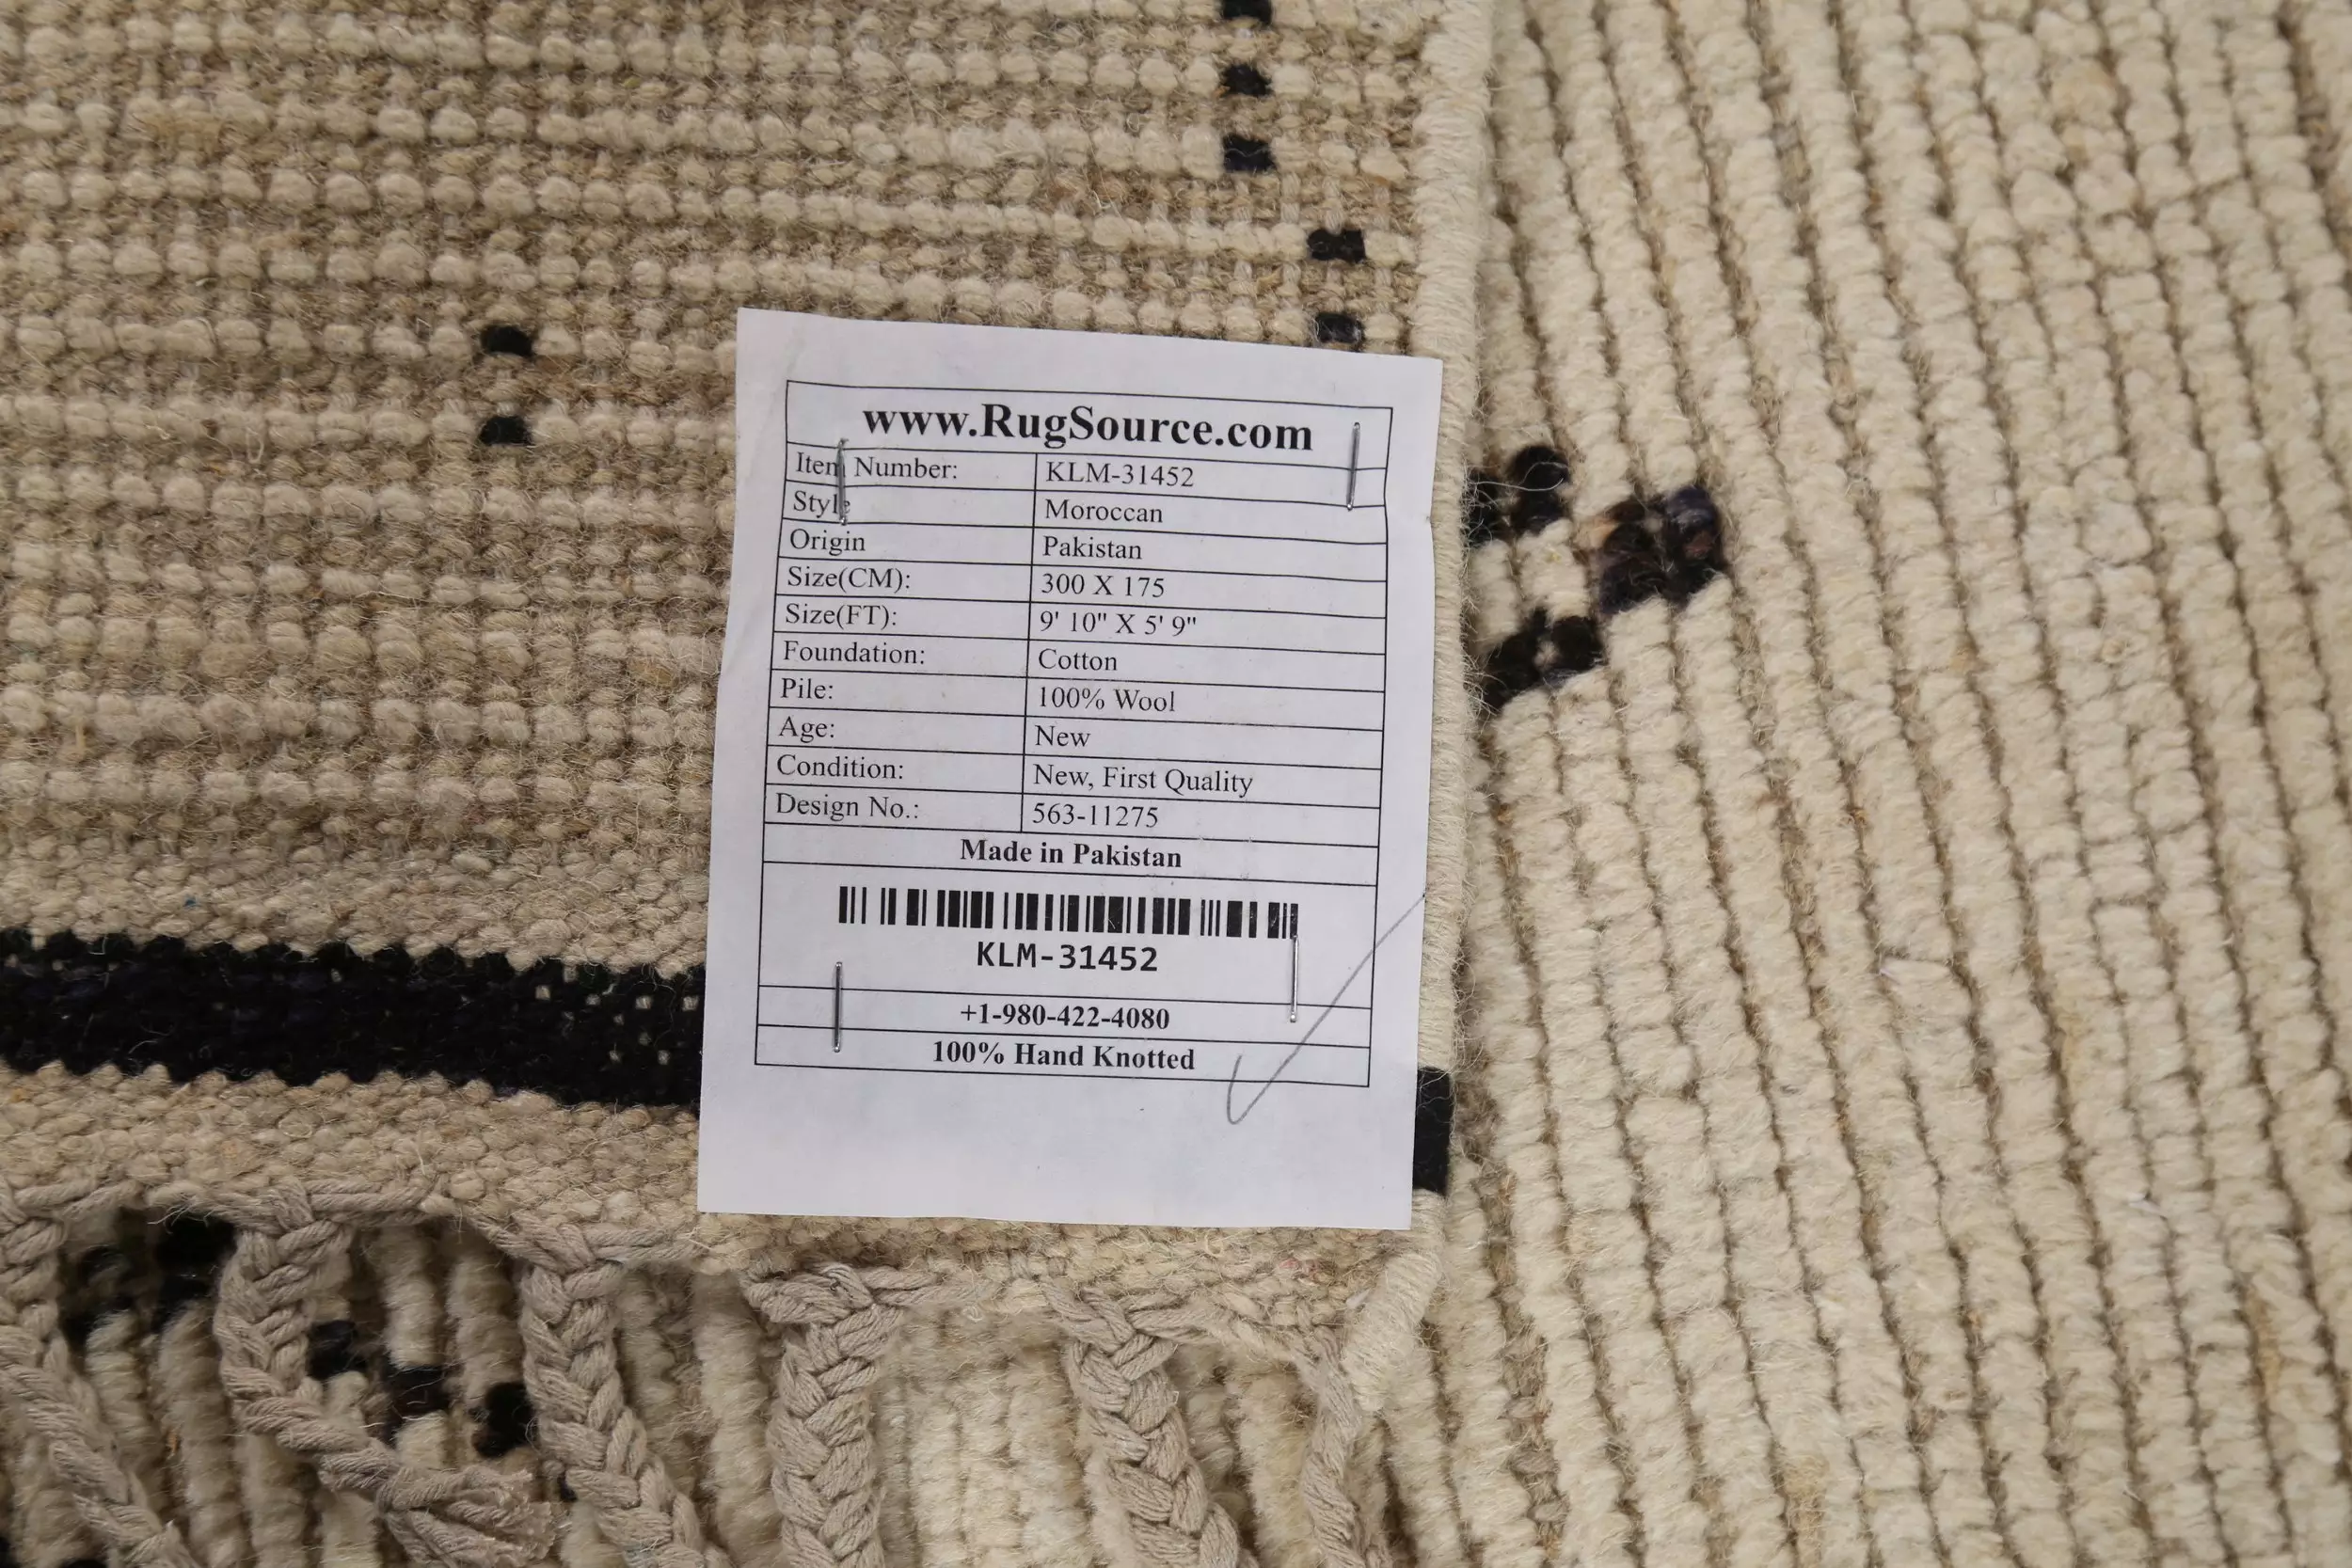 www.RugSource.com
Item Number: KLM-31452
Style Moroccan
Origin Pakistan
Size(CM): 300 X 175
Size(FT): 9' 10" X 5' 9"
Foundation: Cotton
Pile: 100% Wool
Age: New
Condition: New, First Quality
Design No.: 563-11275
Made in Pakistan
KLM-31452
+1-980-422-4080
100% Hand Knotted